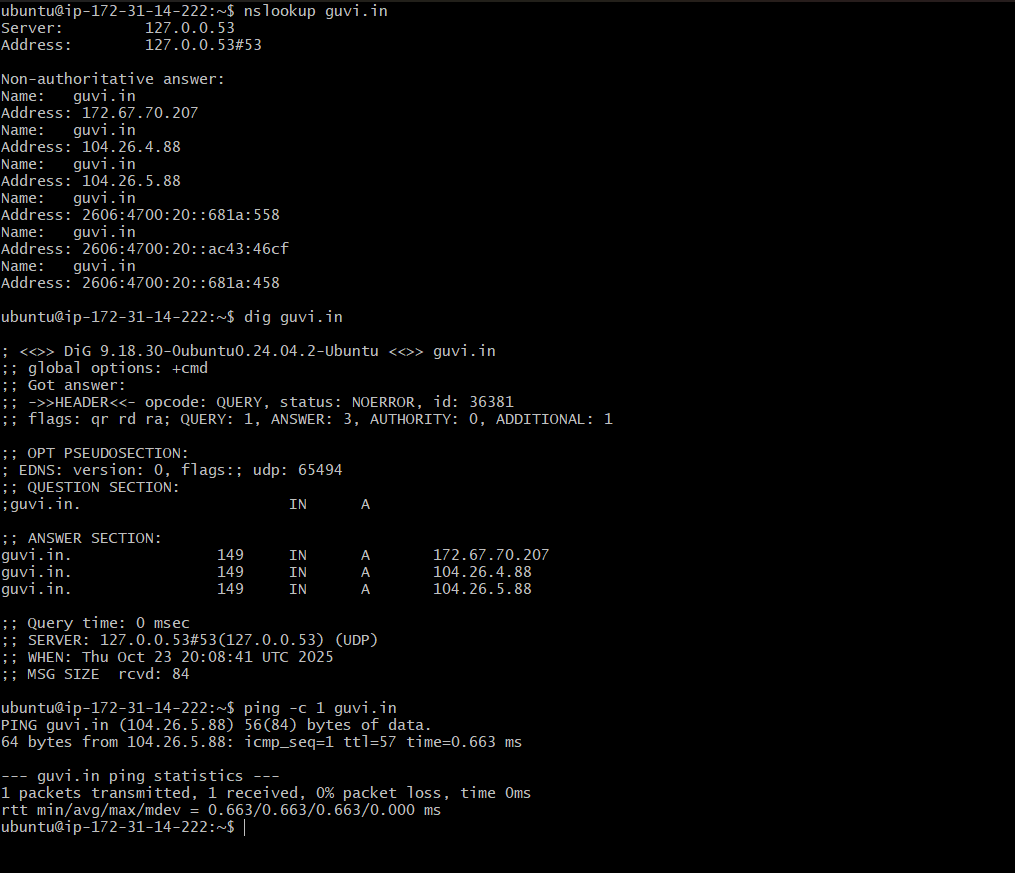 ubuntu@ip-172-31-14-222:~$ nslookup guvi.in
Server:         127.0.0.53
Address:        127.0.0.53#53

Non-authoritative answer:
Name:   guvi.in
Address: 172.67.70.207
Name:   guvi.in
Address: 104.26.4.88
Name:   guvi.in
Address: 104.26.5.88
Name:   guvi.in
Address: 2606:4700:20::681a:558
Name:   guvi.in
Address: 2606:4700:20::ac43:46cf
Name:   guvi.in
Address: 2606:4700:20::681a:458

ubuntu@ip-172-31-14-222:~$ dig guvi.in

; <<>> DiG 9.18.30-0ubuntu0.24.04.2-Ubuntu <<>> guvi.in
;; global options: +cmd
;; Got answer:
;; ->>HEADER<<- opcode: QUERY, status: NOERROR, id: 36381
;; flags: qr rd ra; QUERY: 1, ANSWER: 3, AUTHORITY: 0, ADDITIONAL: 1

;; OPT PSEUDOSECTION:
; EDNS: version: 0, flags:; udp: 65494
;; QUESTION SECTION:
;guvi.in.                       IN      A

;; ANSWER SECTION:
guvi.in.                149     IN      A       172.67.70.207
guvi.in.                149     IN      A       104.26.4.88
guvi.in.                149     IN      A       104.26.5.88

;; Query time: 0 msec
;; SERVER: 127.0.0.53#53(127.0.0.53) (UDP)
;; WHEN: Thu Oct 23 20:08:41 UTC 2025
;; MSG SIZE  rcvd: 84

ubuntu@ip-172-31-14-222:~$ ping -c 1 guvi.in
PING guvi.in (104.26.5.88) 56(84) bytes of data.
64 bytes from 104.26.5.88: icmp_seq=1 ttl=57 time=0.663 ms

--- guvi.in ping statistics ---
1 packets transmitted, 1 received, 0% packet loss, time 0ms
rtt min/avg/max/mdev = 0.663/0.663/0.663/0.000 ms
ubuntu@ip-172-31-14-222:~$